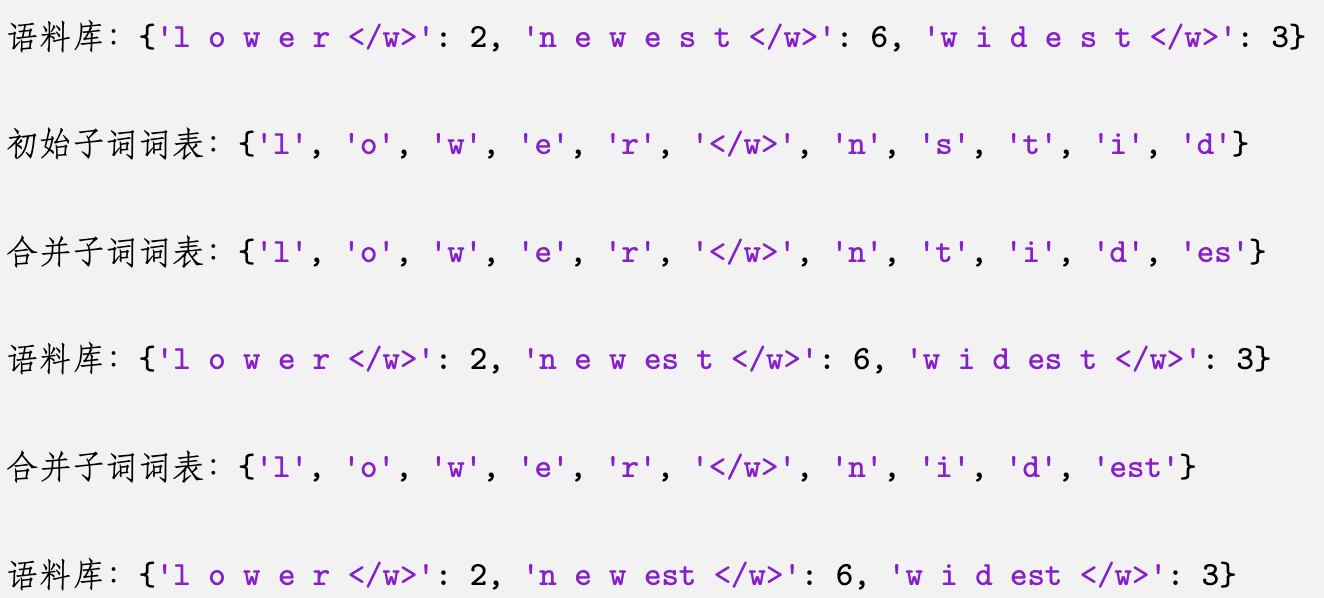 语料库：{'l o w e r </w>': 2, 'n e w e s t </w>': 6, 'w i d e s t </w>': 3}
初始子词词表：{'l', 'o', 'w', 'e', 'r', '</w>', 'n', 's', 't', 'i', 'd'}
合并子词词表：{'l', 'o', 'w', 'e', 'r', '</w>', 'n', 't', 'i', 'd', 'es'}
语料库：{'l o w e r </w>': 2, 'n e w es t </w>': 6, 'w i d es t </w>': 3}
合并子词词表：{'l', 'o', 'w', 'e', 'r', '</w>', 'n', 'i', 'd', 'est'}
语料库：{'l o w e r </w>': 2, 'n e w est </w>': 6, 'w i d est </w>': 3}